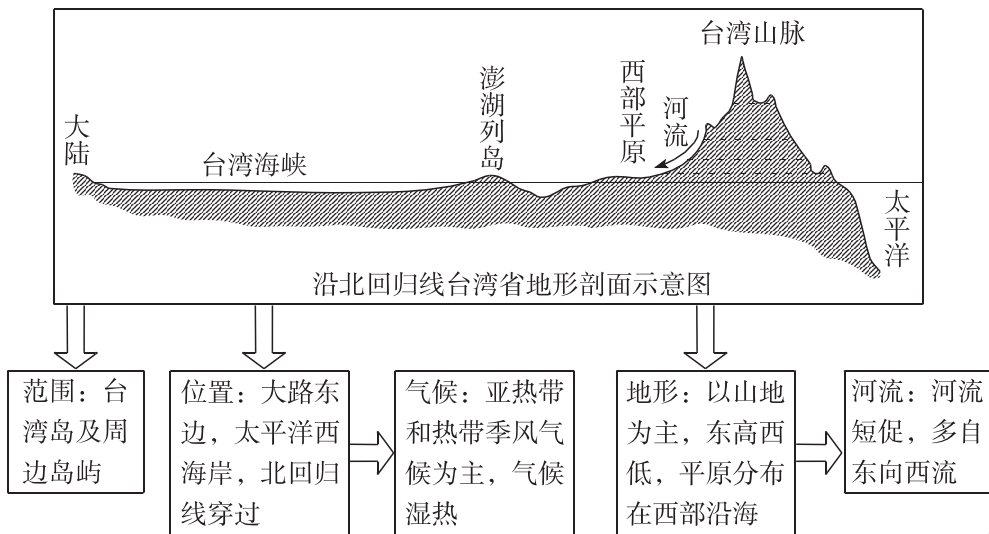 台湾山脉
大陆
台湾海峡
澎湖列岛
西部平原
河流
太平洋
沿北回归线台湾省地形剖面示意图
范围：台
湾岛及周
边岛屿
位置：大路东
边，太平洋西
海岸，北回归
线穿过
气候：亚热带
和热带季风气
候为主，气候
湿热
地形：以山地
为主，东高西
低，平原分布
在西部沿海
河流：河流
短促，多自
东向西流